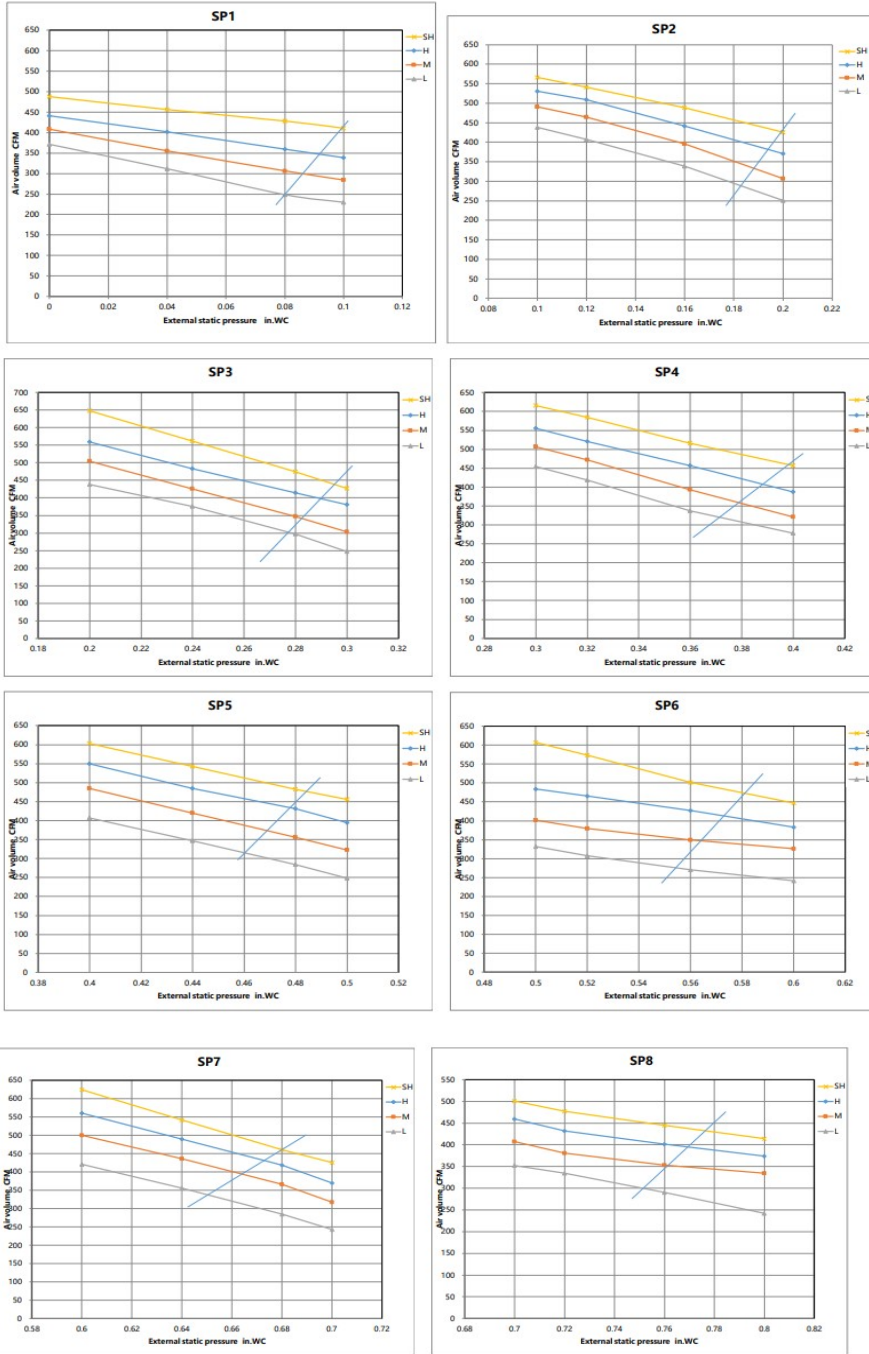 SP1
650
600
550
500
450
400
350
300
250
200
150
100
50
0
Air volume CFM
0 0.02 0.04 0.06 0.08 0.1 0.12
External static pressure in.WC
SH
H
M
L
SP2
650
600
550
500
450
400
350
300
250
200
150
100
50
0
Air volume CFM
0.08 0.1 0.12 0.14 0.16 0.18 0.2 0.22
External static pressure in.WC
SH
H
M
L
SP3
700
650
600
550
500
450
400
350
300
250
200
150
100
50
0
Air volume CFM
0.18 0.2 0.22 0.24 0.26 0.28 0.3 0.32
External static pressure in.WC
SH
H
M
L
SP4
650
600
550
500
450
400
350
300
250
200
150
100
50
0
Air volume CFM
0.28 0.3 0.32 0.34 0.36 0.38 0.4 0.42
External static pressure in.WC
S
H
M
L
SP5
650
600
550
500
450
400
350
300
250
200
150
100
50
0
Air volume CFM
0.38 0.4 0.42 0.44 0.46 0.48 0.5 0.52
External static pressure in.WC
SH
H
M
L
SP6
650
600
550
500
450
400
350
300
250
200
150
100
50
0
Air volume CFM
0.48 0.5 0.52 0.54 0.56 0.58 0.6 0.62
External static pressure in.WC
S
H
M
L
SP7
650
600
550
500
450
400
350
300
250
200
150
100
50
0
Air volume CFM
0.58 0.6 0.62 0.64 0.66 0.68 0.7 0.72
External static pressure in.WC
SH
H
M
L
SP8
550
500
450
400
350
300
250
200
150
100
50
0
Air volume CFM
0.68 0.7 0.72 0.74 0.76 0.78 0.8 0.82
External static pressure in.WC
SH
H
M
L